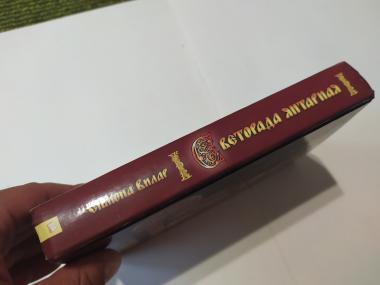 Симона Вилар
Светорада Янтарная